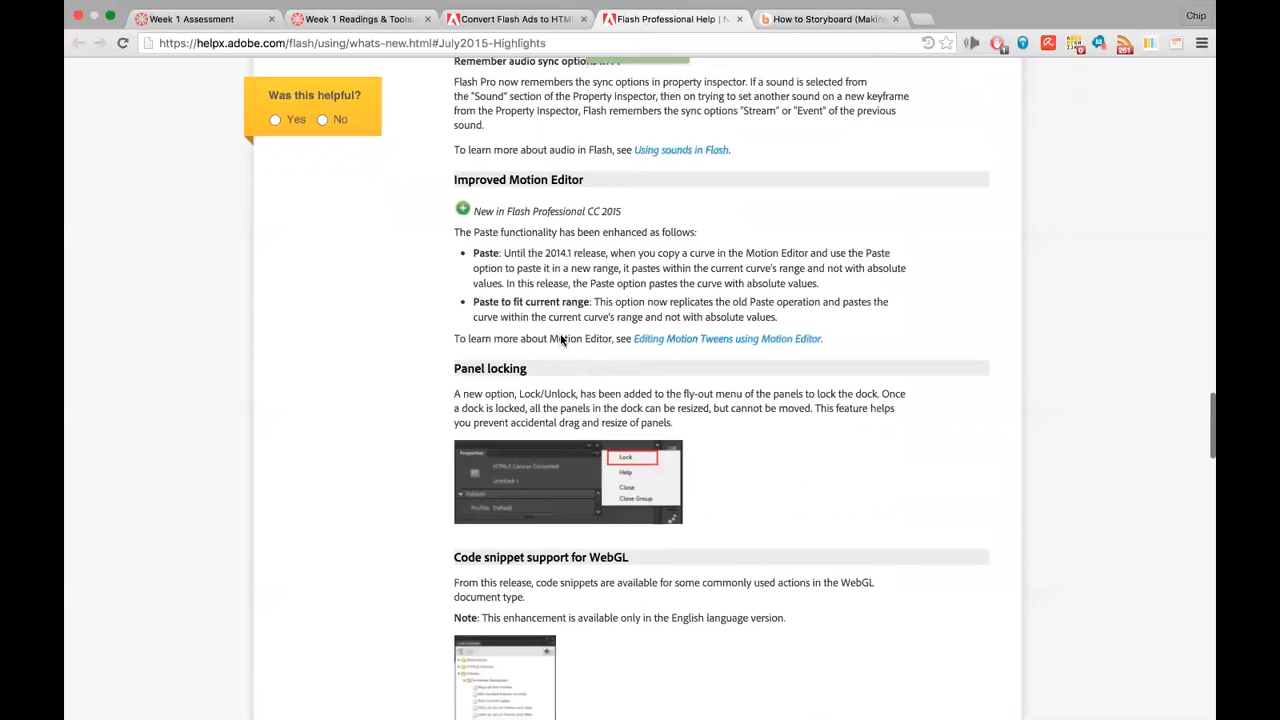 Week 1 Assessment
Week 1 Readings & Tools:
Convert Flash Ads to HTML
Flash Professional Help | N
How to Storyboard (Making
Chip
https://helpx.adobe.com/flash/using/whats-new.html#July2015-Highlights
Remember audio sync options in
Was this helpful?
Yes No
Flash Pro now remembers the sync options in property inspector. If a sound is selected from
the "Sound" section of the Property Inspector, then on trying to set another sound on a new keyframe
from the Property Inspector, Flash remembers the sync options "Stream" or "Event" of the previous
sound.
To learn more about audio in Flash, see Using sounds in Flash.
Improved Motion Editor
New in Flash Professional CC 2015
The Paste functionality has been enhanced as follows:
Paste: Until the 2014.1 release, when you copy a curve in the Motion Editor and use the Paste
option to paste it in a new range, it pastes within the current curve's range and not with absolute
values. In this release, the Paste option pastes the curve with absolute values.
Paste to fit current range: This option now replicates the old Paste operation and pastes the
curve within the current curve's range and not with absolute values.
To learn more about Motion Editor, see Editing Motion Tweens using Motion Editor.
Panel locking
A new option, Lock/Unlock, has been added to the fly-out menu of the panels to lock the dock. Once
a dock is locked, all the panels in the dock can be resized, but cannot be moved. This feature helps
you prevent accidental drag and resize of panels.
Properties
HTML5 Canvas Document
Untitled-1
Publish
Profile: Default
Lock
Help
Close
Close Group
Code snippet support for WebGL
From this release, code snippets are available for some commonly used actions in the WebGL
document type.
Note: This enhancement is available only in the English language version.